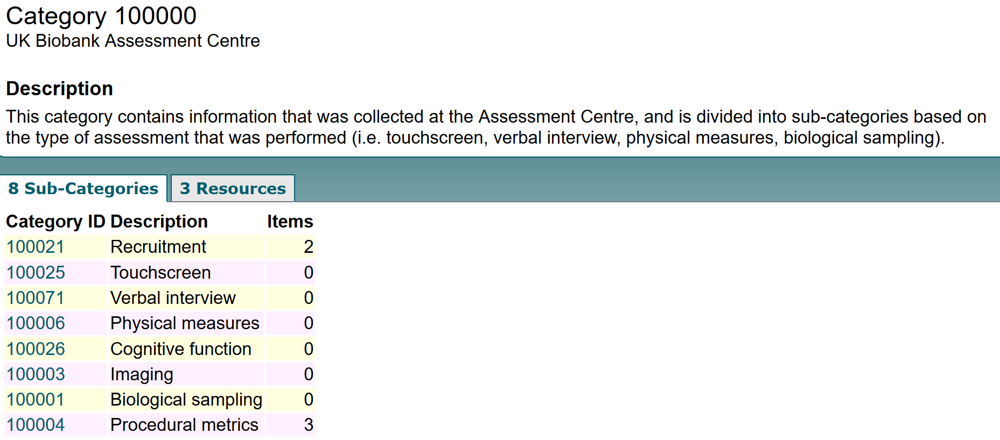 Category 100000
UK Biobank Assessment Centre
Description
This category contains information that was collected at the Assessment Centre, and is divided into sub-categories based on
the type of assessment that was performed (i.e. touchscreen, verbal interview, physical measures, biological sampling).
8 Sub-Categories 3 Resources
Category ID Description Items
100021 Recruitment 2
100025 Touchscreen 0
100071 Verbal interview 0
100006 Physical measures 0
100026 Cognitive function 0
100003 Imaging 0
100001 Biological sampling 0
100004 Procedural metrics 3